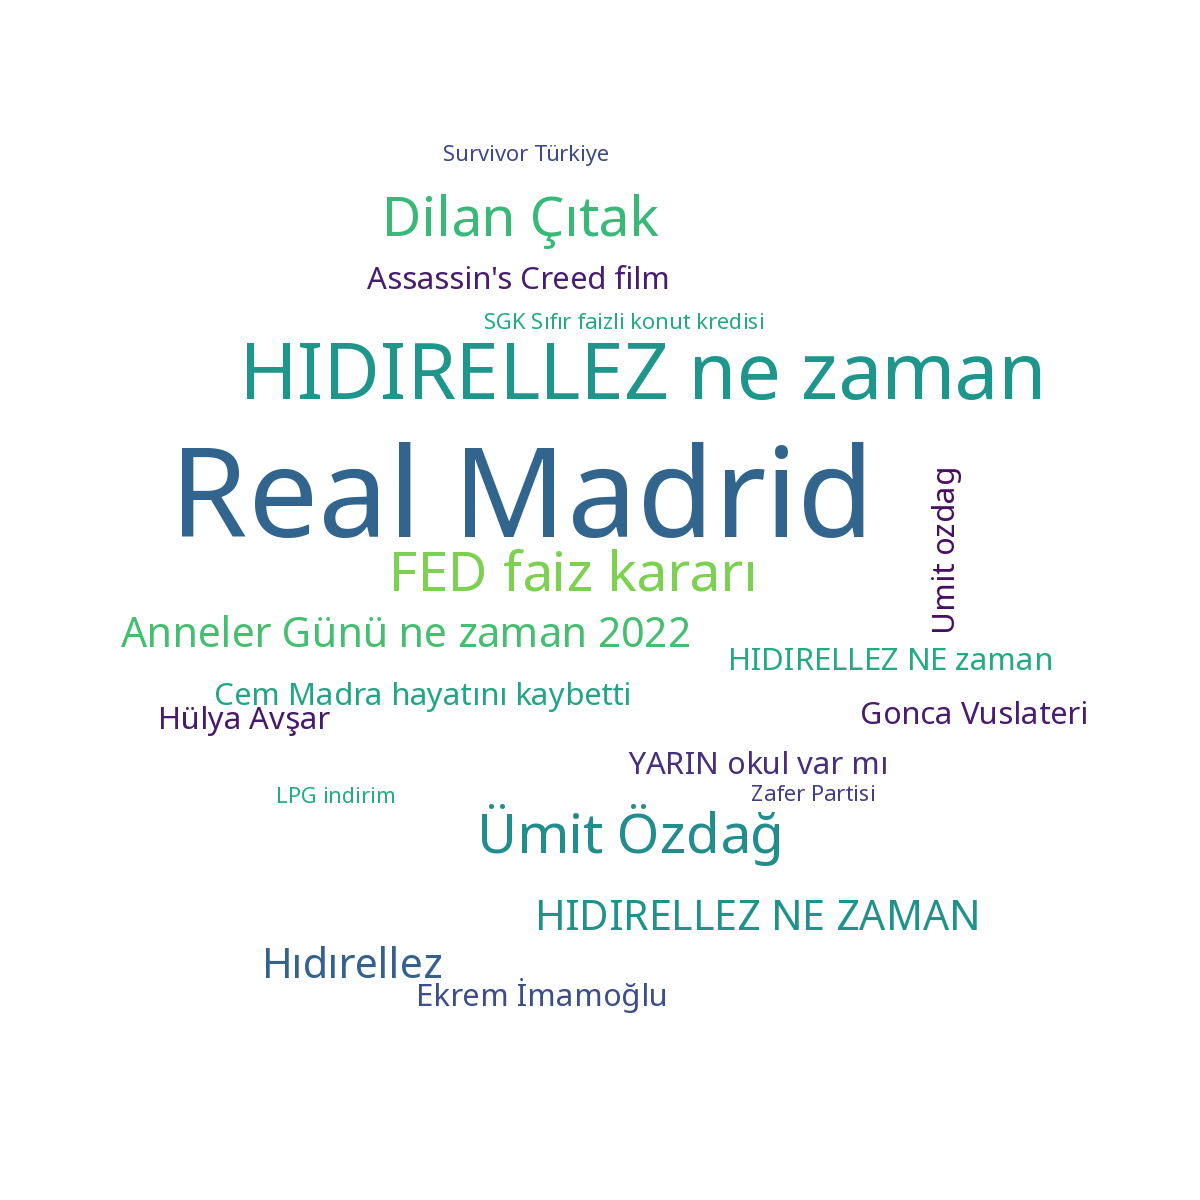 Survivor Türkiye
Dilan Çıtak
Assassin's Creed film
SGK Sıfır faizli konut kredisi
HIDIRELLEZ ne zaman
Real Madrid
Umit ozdag
FED faiz kararı
Anneler Günü ne zaman 2022
HIDIRELLEZ NE zaman
Cem Madra hayatını kaybetti
Hülya Avşar
Gonca Vuslateri
YARIN okul var mı
Zafer Partisi
LPG indirim
Ümit Özdağ
HIDIRELLEZ NE ZAMAN
Hıdırellez
Ekrem İmamoğlu